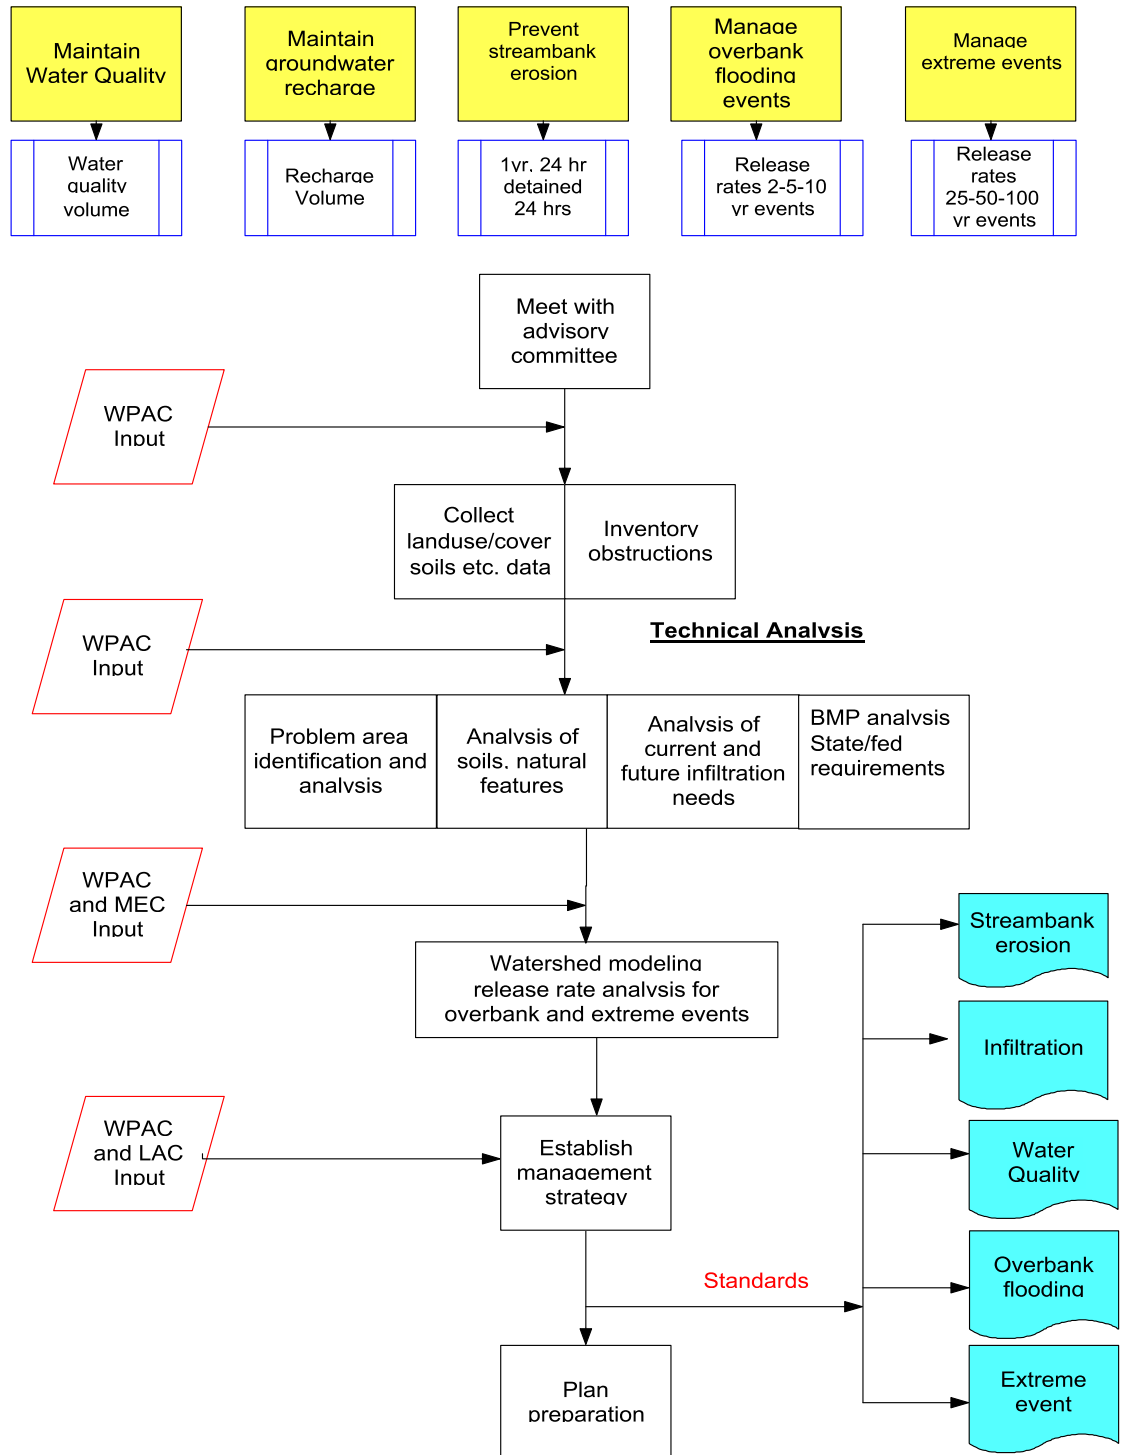 Maintain
Water Quality
Maintain
groundwater
recharge
Prevent
streambank
erosion
Manage
overbank
flooding
events
Manage
extreme events
Water
quality
volume
Recharge
Volume
1yr, 24 hr
detained
24 hrs
Release
rates 2-5-10
yr events
Release
rates
25-50-100
yr events
Meet with
advisory
committee
WPAC
Input
Collect
landuse/cover
soils etc. data
Inventory
obstructions
WPAC
Input
Technical Analysis
Problem area
identification and
analysis
Analysis of
soils, natural
features
Analysis of
current and
future infiltration
needs
BMP analysis
State/fed
requirements
WPAC
and MEC
Input
Watershed modeling
release rate analysis for
overbank and extreme events
Streambank
erosion
Infiltration
WPAC
and LAC
Input
Establish
management
strategy
Water
Quality
Standards
Overbank
flooding
Plan
preparation
Extreme
event